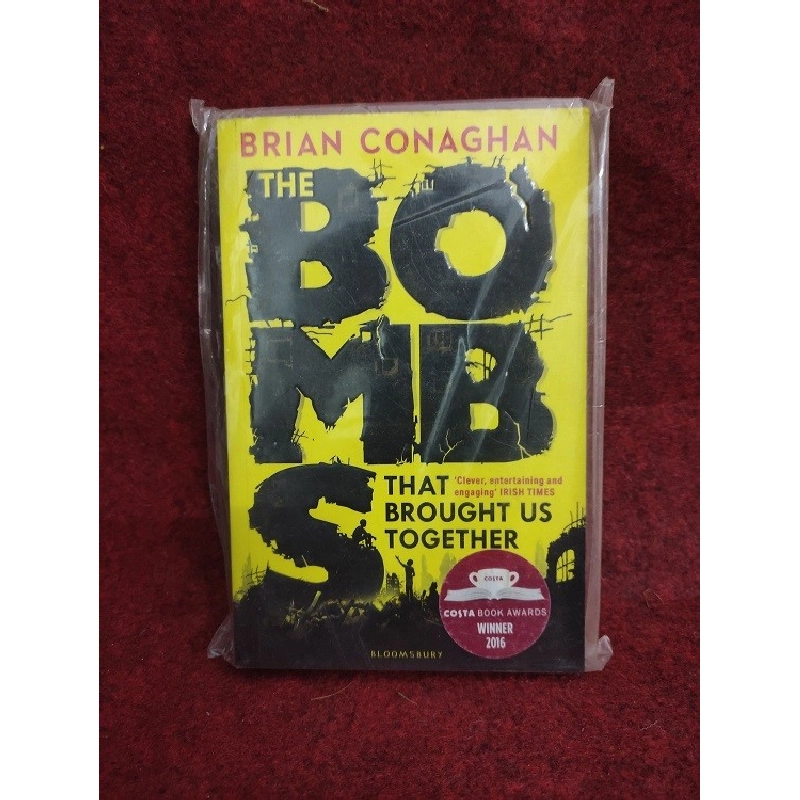 BRIAN CONAGHAN
THE
BO
MB
S
THAT
BROUGHT US
TOGETHER
'Clever, entertaining and
engaging' IRISH TIMES
COSTA
COSTA BOOK AWARDS
WINNER
2016
BLOOMSBURY